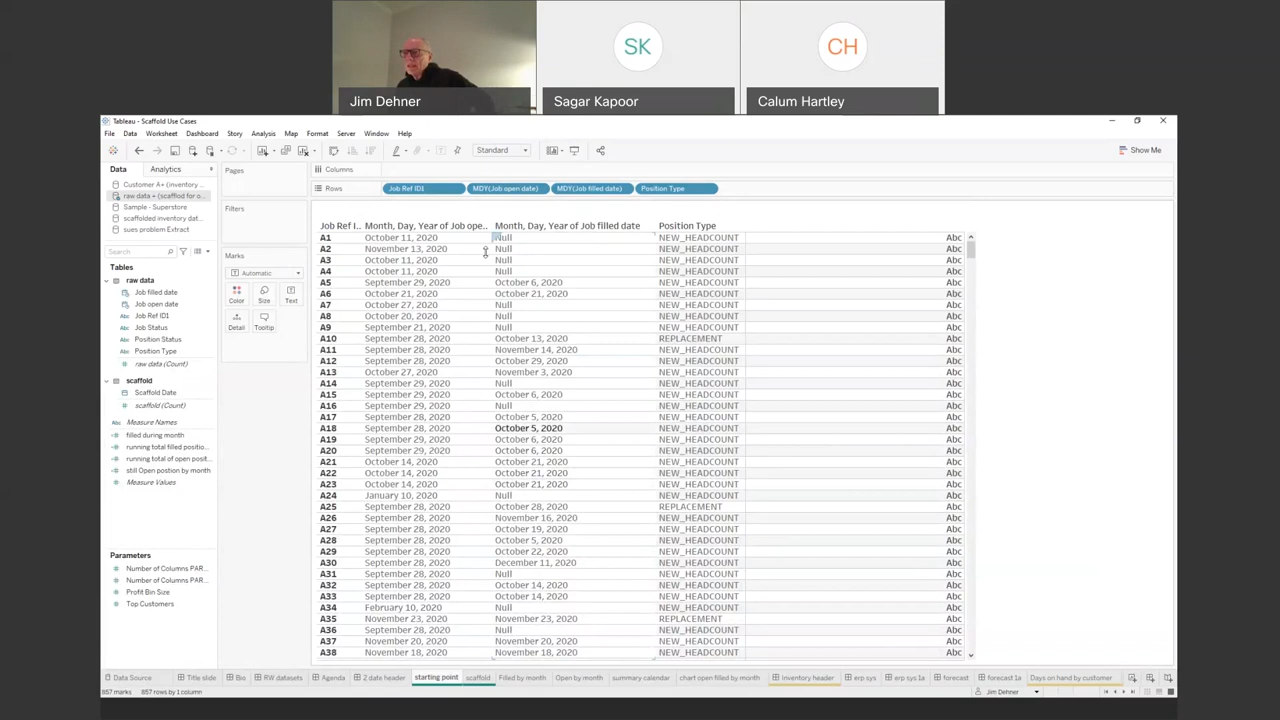 SK
CH
Jim Dehner
Sagar Kapoor
Calum Hartley
Tableau - Scaffold Use Cases
File Data Worksheet Dashboard Story Analysis Map Format Server Window Help
Standard
Show Me
Data Analytics
Customer A+ (inventory ...
raw data + (scaffold for o...
Sample - Superstore
scaffolded inventory dat...
sues problem Extract
Search
Tables
raw data
Job filled date
Job open date
Abc Job Ref ID1
Abc Job Status
Abc Position Status
Abc Position Type
# raw data (Count)
scaffold
Scaffold Date
# scaffold (Count)
Abc Measure Names
filled during month
running total filled positio...
running total of open posit...
still Open postion by month
Measure Values
Parameters
# Number of Columns PAR...
# Number of Columns PAR...
# Profit Bin Size
# Top Customers
Pages
Filters
Marks
Automatic
Color Size Text
Detail Tooltip
Columns
Rows Job Ref ID1 MDY(Job open date) MDY(Job filled date) Position Type
Job Ref I.. Month, Day, Year of Job ope.. Month, Day, Year of Job filled date Position Type
A1 October 11, 2020 Null NEW_HEADCOUNT Abc
A2 November 13, 2020 Null NEW_HEADCOUNT Abc
A3 October 11, 2020 Null NEW_HEADCOUNT Abc
A4 October 11, 2020 Null NEW_HEADCOUNT Abc
A5 September 29, 2020 October 6, 2020 NEW_HEADCOUNT Abc
A6 October 21, 2020 October 21, 2020 NEW_HEADCOUNT Abc
A7 October 27, 2020 Null NEW_HEADCOUNT Abc
A8 October 20, 2020 Null NEW_HEADCOUNT Abc
A9 September 21, 2020 Null NEW_HEADCOUNT Abc
A10 September 28, 2020 October 13, 2020 REPLACEMENT Abc
A11 September 28, 2020 November 14, 2020 NEW_HEADCOUNT Abc
A12 September 28, 2020 October 29, 2020 NEW_HEADCOUNT Abc
A13 October 27, 2020 November 3, 2020 NEW_HEADCOUNT Abc
A14 September 29, 2020 Null NEW_HEADCOUNT Abc
A15 September 29, 2020 October 6, 2020 NEW_HEADCOUNT Abc
A16 September 29, 2020 Null NEW_HEADCOUNT Abc
A17 September 28, 2020 October 5, 2020 NEW_HEADCOUNT Abc
A18 September 28, 2020 October 5, 2020 NEW_HEADCOUNT Abc
A19 September 29, 2020 October 6, 2020 NEW_HEADCOUNT Abc
A20 September 29, 2020 October 6, 2020 NEW_HEADCOUNT Abc
A21 October 14, 2020 October 21, 2020 NEW_HEADCOUNT Abc
A22 October 14, 2020 October 21, 2020 NEW_HEADCOUNT Abc
A23 October 14, 2020 October 21, 2020 NEW_HEADCOUNT Abc
A24 January 10, 2020 Null NEW_HEADCOUNT Abc
A25 September 28, 2020 October 28, 2020 REPLACEMENT Abc
A26 September 28, 2020 November 16, 2020 NEW_HEADCOUNT Abc
A27 September 28, 2020 October 19, 2020 NEW_HEADCOUNT Abc
A28 September 28, 2020 October 5, 2020 NEW_HEADCOUNT Abc
A29 September 28, 2020 October 22, 2020 NEW_HEADCOUNT Abc
A30 September 28, 2020 December 11, 2020 NEW_HEADCOUNT Abc
A31 September 28, 2020 Null NEW_HEADCOUNT Abc
A32 September 28, 2020 October 14, 2020 NEW_HEADCOUNT Abc
A33 September 28, 2020 October 14, 2020 NEW_HEADCOUNT Abc
A34 February 10, 2020 Null NEW_HEADCOUNT Abc
A35 November 23, 2020 November 23, 2020 REPLACEMENT Abc
A36 September 28, 2020 Null NEW_HEADCOUNT Abc
A37 November 20, 2020 November 20, 2020 NEW_HEADCOUNT Abc
A38 November 18, 2020 November 18, 2020 NEW_HEADCOUNT Abc
Data Source Title slide Bio RW datasets Agenda 2 date header starting point scaffold Filled by month Open by month summary calendar chart open filled by month Inventory header erp sys erp sys 1a forecast forecast 1a Days on hand by customer
857 marks 857 rows by 1 column Jim Dehner